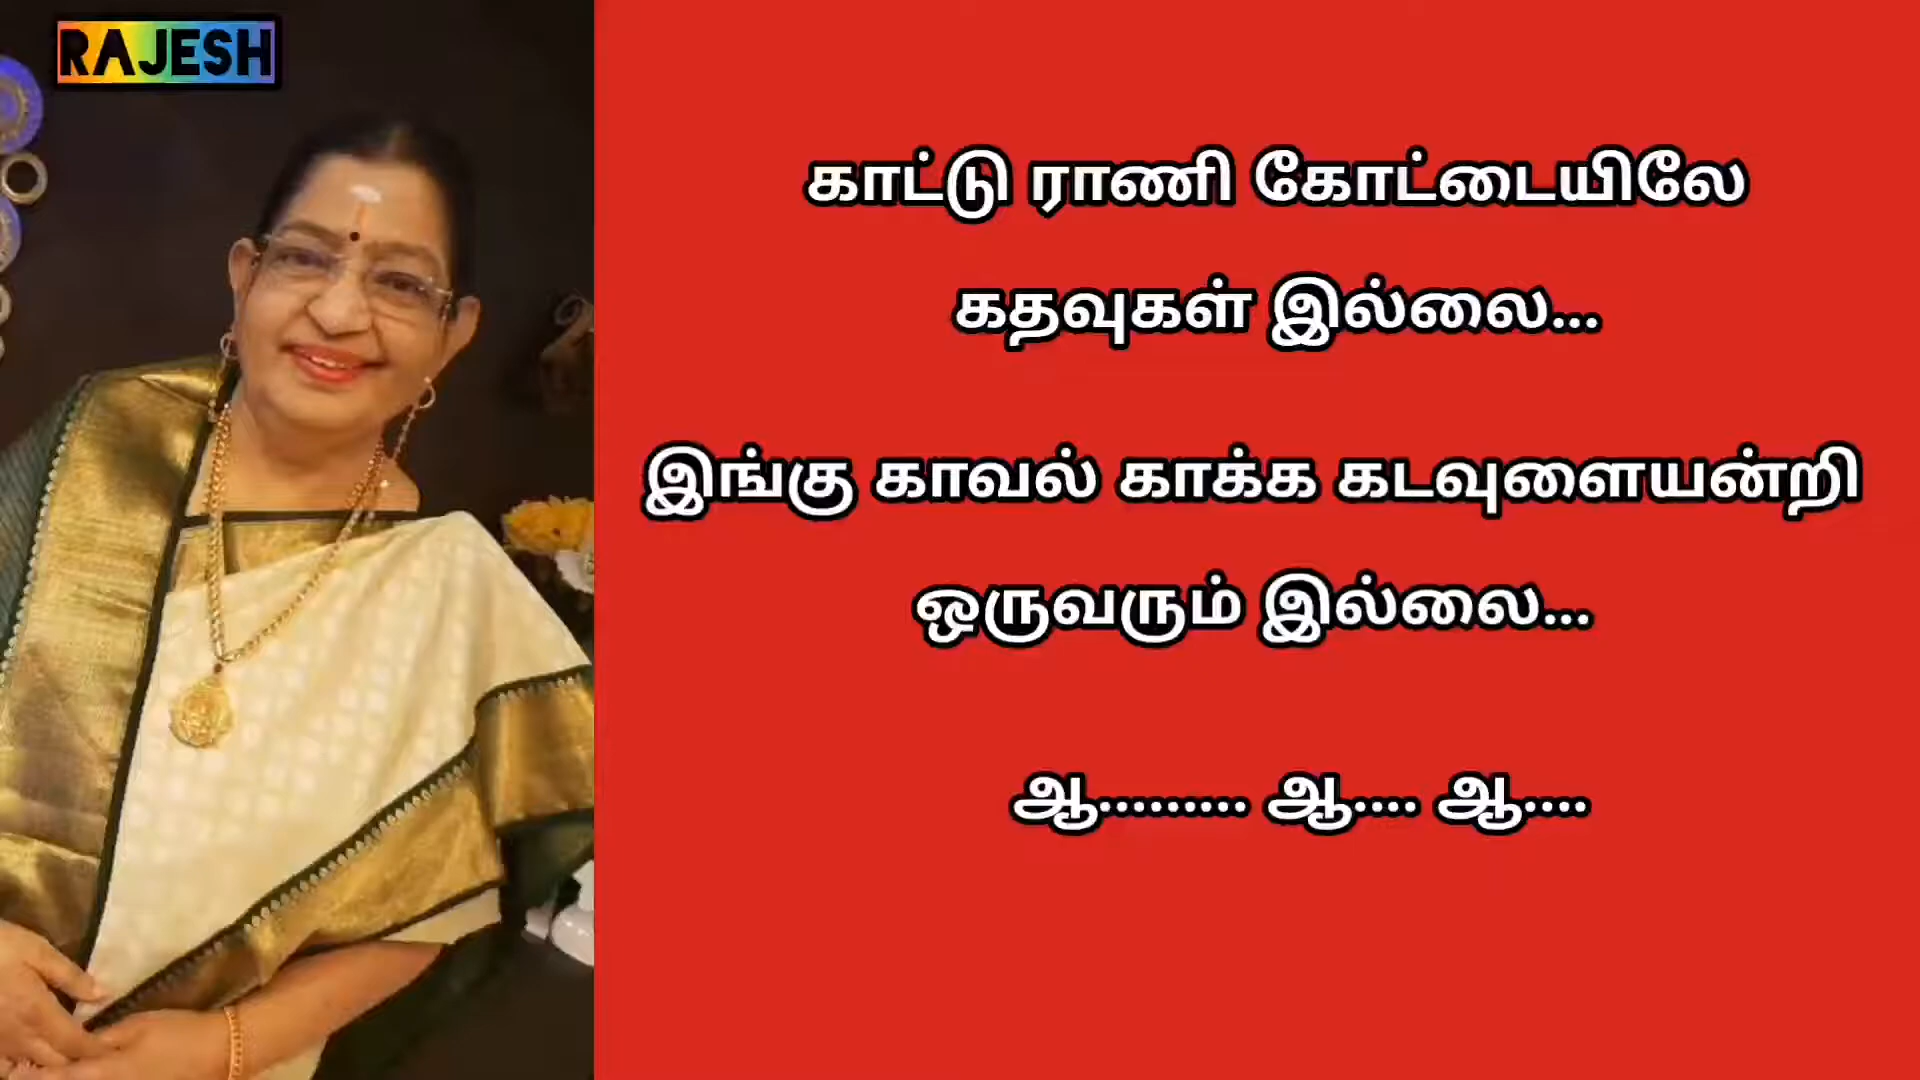 RAJESH
காட்டு ராணி கோட்டையிலே
கதவுகள் இல்லை...
இங்கு காவல் காக்க கடவுளையன்றி
ஒருவரும் இல்லை...
ஆ......... ஆ.... ஆ....